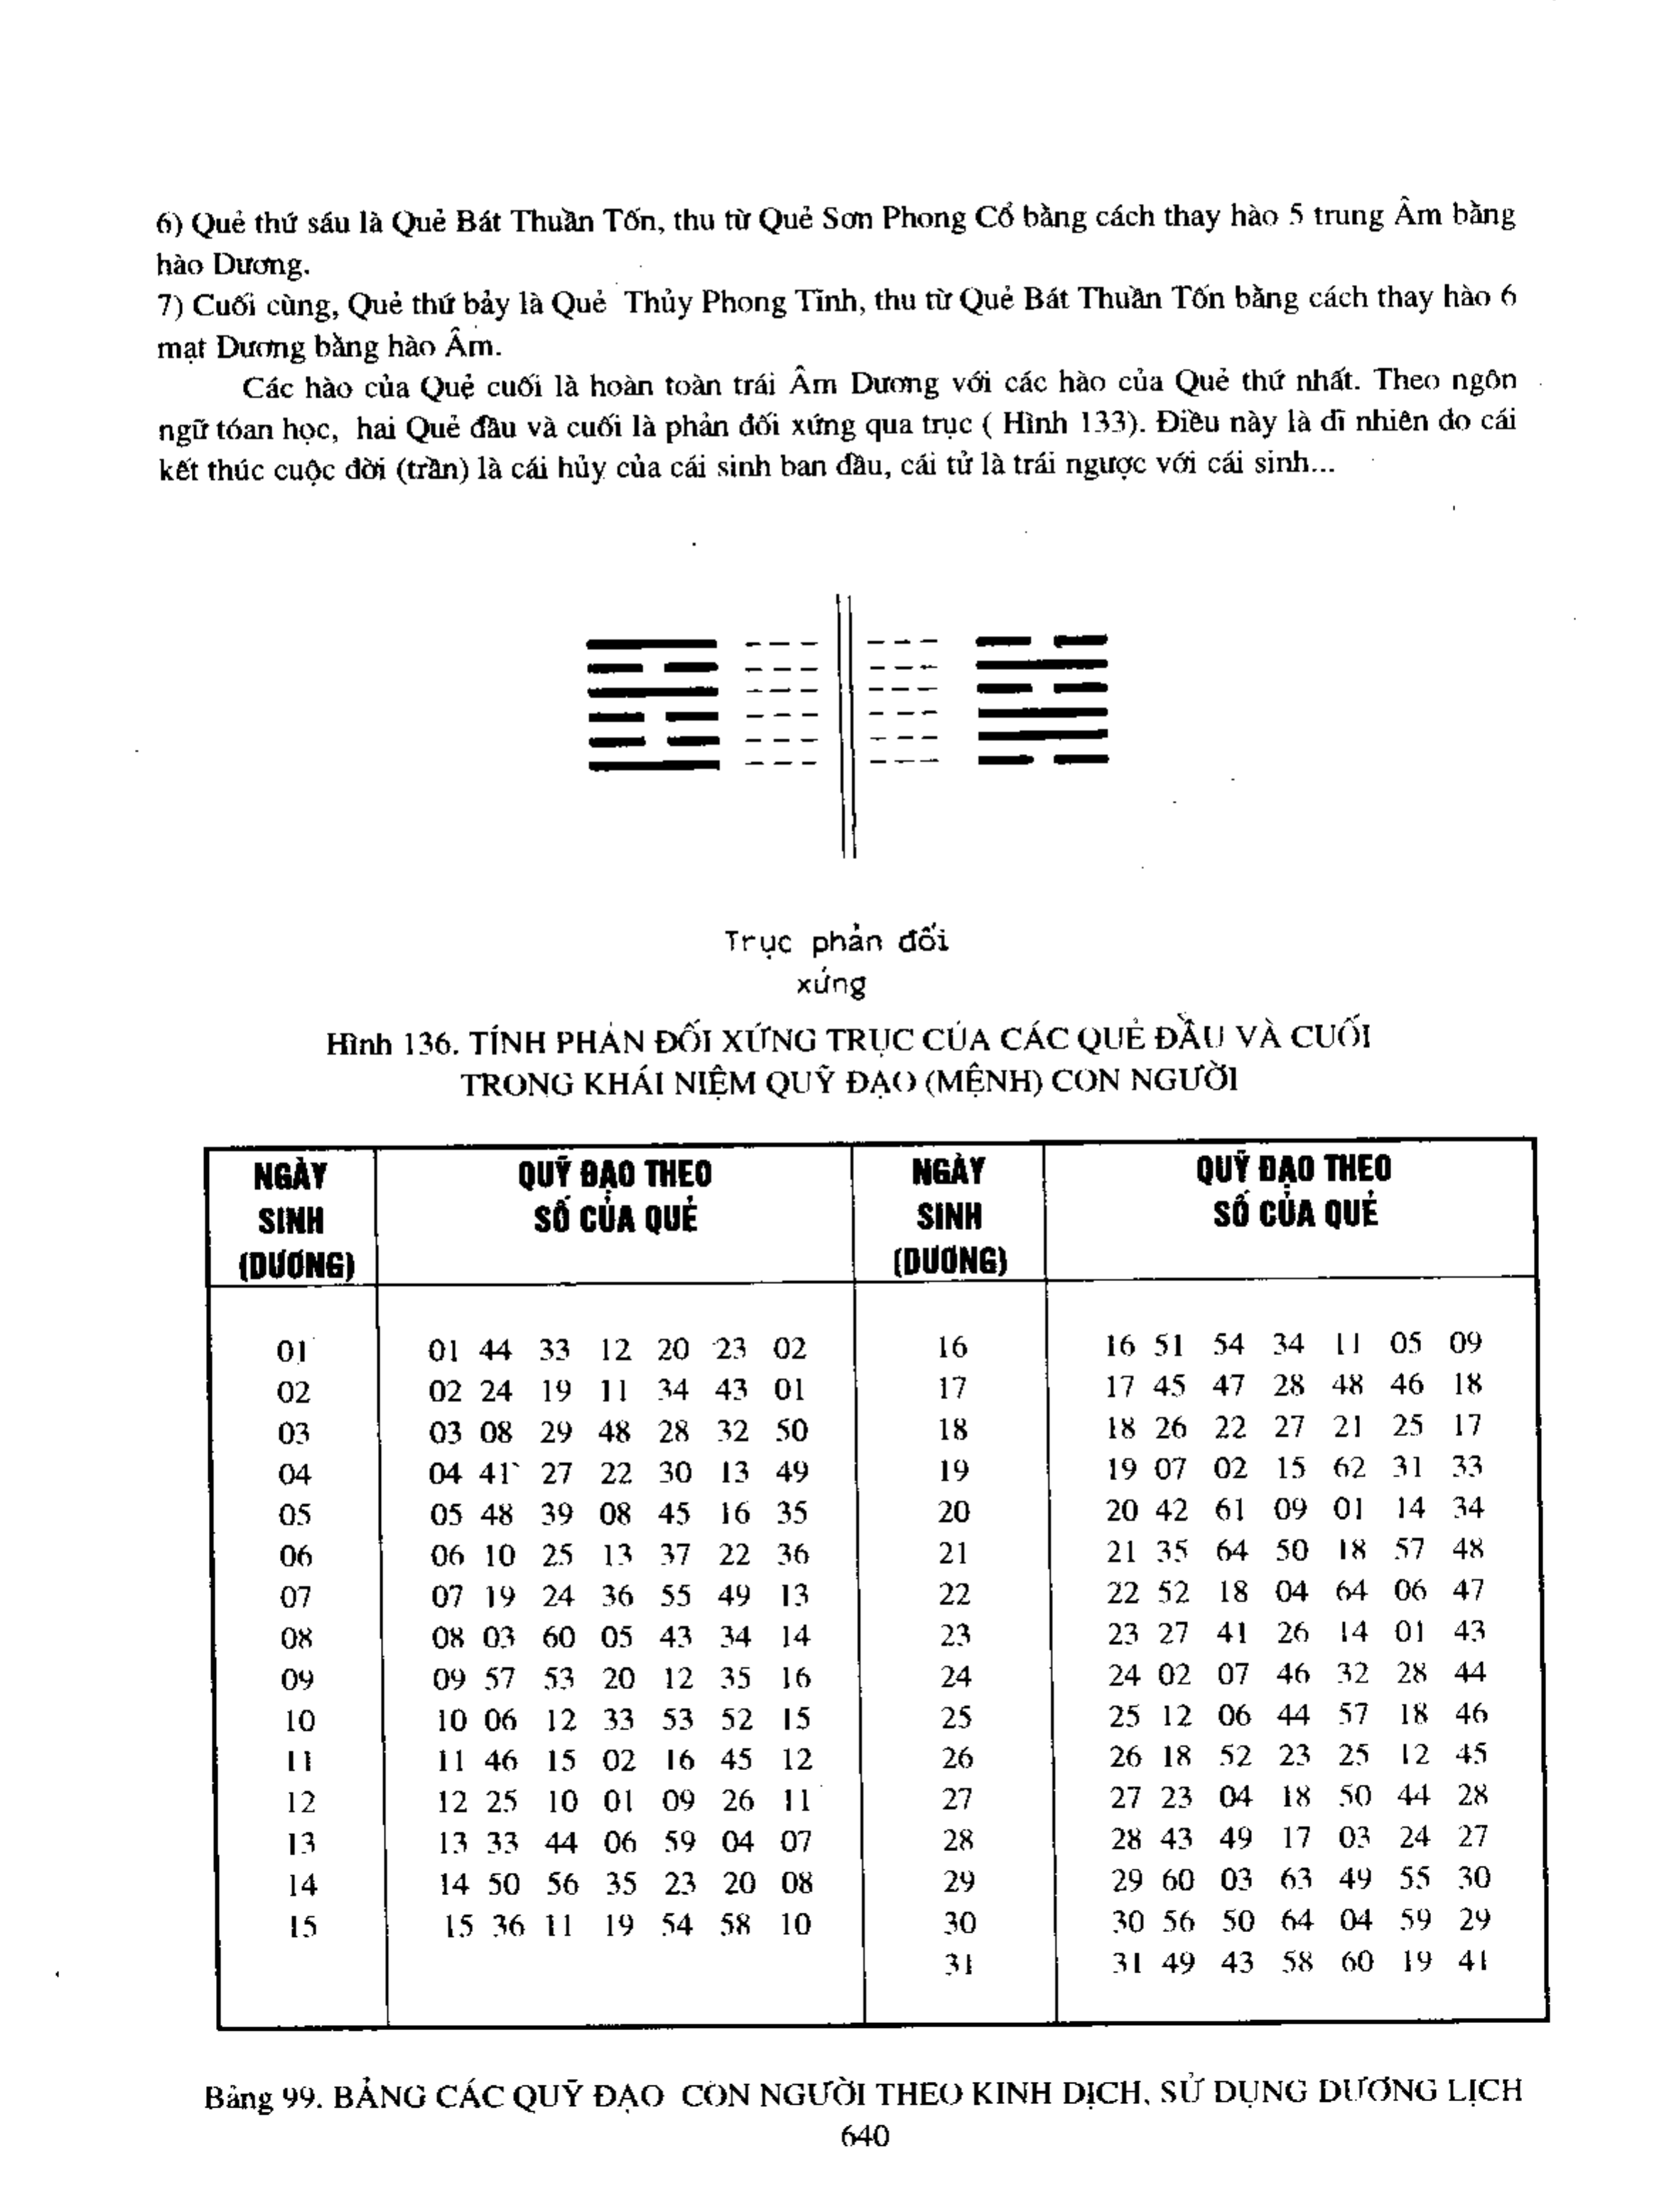 6) Quẻ thứ sáu là Quẻ Bát Thuần Tốn, thu từ Quẻ Sơn Phong Cổ bằng cách thay hào 5 trung Âm bằng
hào Dương.
7) Cuối cùng, Quẻ thứ bảy là Quẻ Thủy Phong Tỉnh, thu từ Quẻ Bát Thuần Tốn bằng cách thay hào 6
mạt Dương bằng hào Âm.
Các hào của Quẻ cuối là hoàn toàn trái Âm Dương với các hào của Quẻ thứ nhất. Theo ngôn
ngữ tóan học, hai Quẻ đầu và cuối là phản đối xứng qua trục ( Hình 133). Điều này là dĩ nhiên do cái
kết thúc cuộc đời (trần) là cái hủy của cái sinh ban đầu, cái tử là trái ngược với cái sinh...
Trục phản đối
xứng
Hình 136. TÍNH PHẢN ĐỐI XỨNG TRỤC CỦA CÁC QUẺ ĐẦU VÀ CUỐI
TRONG KHÁI NIỆM QUỸ ĐẠO (MỆNH) CON NGƯỜI
NGÀY SINH (DƯƠNG) QUỸ ĐẠO THEO SỐ CỦA QUẺ NGÀY SINH (DƯƠNG) QUỸ ĐẠO THEO SỐ CỦA QUẺ
01 01 44 33 12 20 23 02 16 16 51 54 34 11 05 09
02 02 24 19 11 34 43 01 17 17 45 47 28 48 46 18
03 03 08 29 48 28 32 50 18 18 26 22 27 21 25 17
04 04 41 27 22 30 13 49 19 19 07 02 15 62 31 33
05 05 48 39 08 45 16 35 20 20 42 61 09 01 14 34
06 06 10 25 13 37 22 36 21 21 35 64 50 18 57 48
07 07 19 24 36 55 49 13 22 22 52 18 04 64 06 47
08 08 03 60 05 43 34 14 23 23 27 41 26 14 01 43
09 09 57 53 20 12 35 16 24 24 02 07 46 32 28 44
10 10 06 12 33 53 52 15 25 25 12 06 44 57 18 46
11 11 46 15 02 16 45 12 26 26 18 52 23 25 12 45
12 12 25 10 01 09 26 11 27 27 23 04 18 50 44 28
13 13 33 44 06 59 04 07 28 28 43 49 17 03 24 27
14 14 50 56 35 23 20 08 29 29 60 03 63 49 55 30
15 15 36 11 19 54 58 10 30 30 56 50 64 04 59 29
31 31 49 43 58 60 19 41
Bảng 99. BẢNG CÁC QUỸ ĐẠO CON NGƯỜI THEO KINH DỊCH, SỬ DỤNG DƯƠNG LỊCH
640